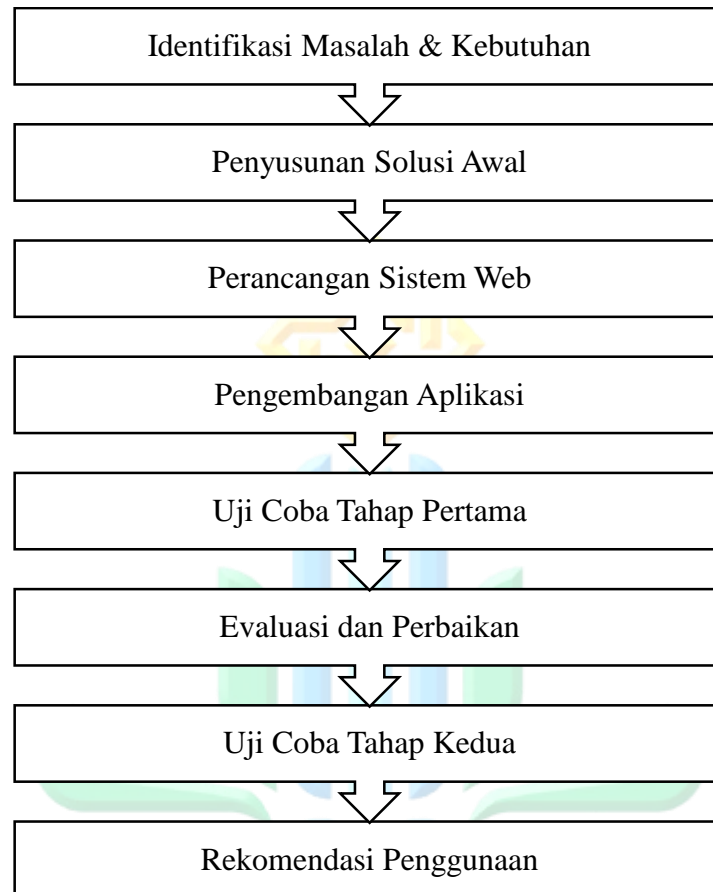 Identifikasi Masalah & Kebutuhan
Penyusunan Solusi Awal
Perancangan Sistem Web
Pengembangan Aplikasi
Uji Coba Tahap Pertama
Evaluasi dan Perbaikan
Uji Coba Tahap Kedua
Rekomendasi Penggunaan